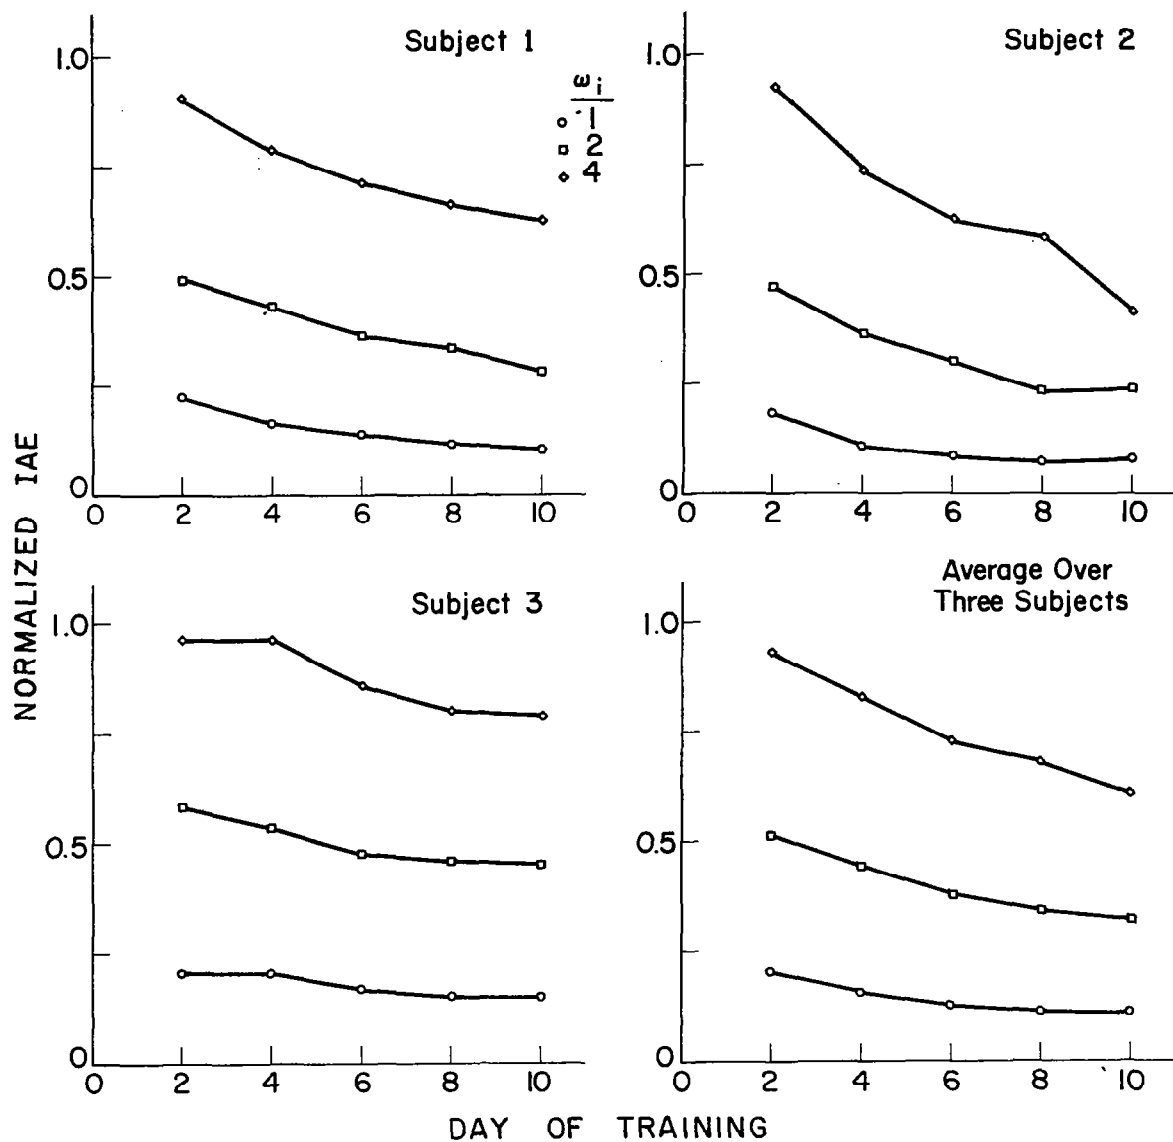 Subject 1
ωi
1
2
4
1.0
0.5
0
0 2 4 6 8 10
Subject 2
1.0
0.5
0
0 2 4 6 8 10
NORMALIZED IAE
Subject 3
1.0
0.5
0
0 2 4 6 8 10
Average Over
Three Subjects
1.0
0.5
0
0 2 4 6 8 10
DAY OF TRAINING